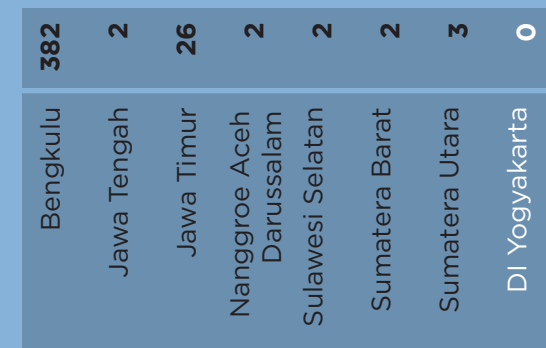 Bengkulu 382
Jawa Tengah 2
Jawa Timur 26
Nanggroe Aceh
Darussalam 2
Sulawesi Selatan 2
Sumatera Barat 2
Sumatera Utara 3
DI Yogyakarta 0